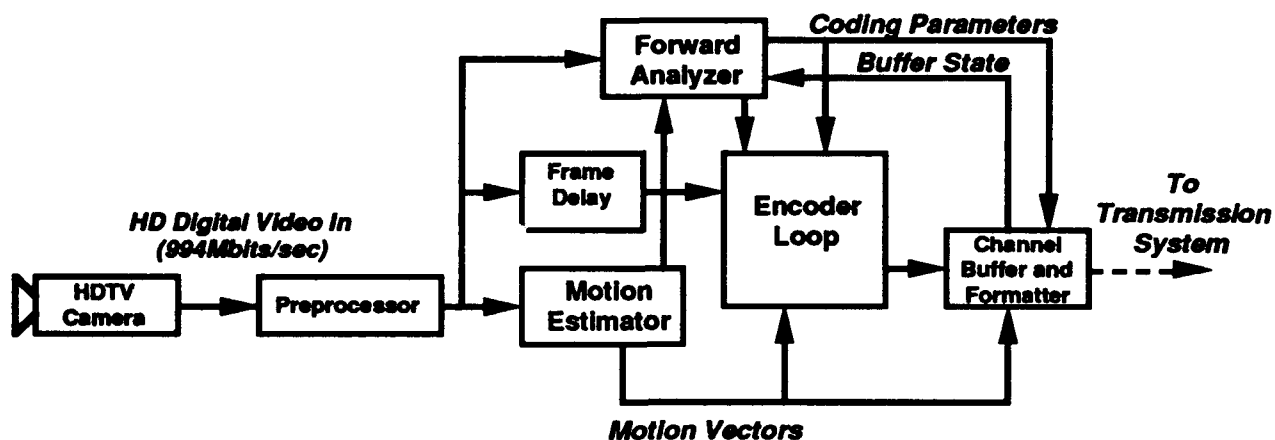 Coding Parameters
Forward
Analyzer
Buffer State
Frame
Delay
Encoder
Loop
To
Transmission
System
HD Digital Video In
(994Mbits/sec)
HDTV
Camera
Preprocessor
Motion
Estimator
Channel
Buffer and
Formatter
Motion Vectors